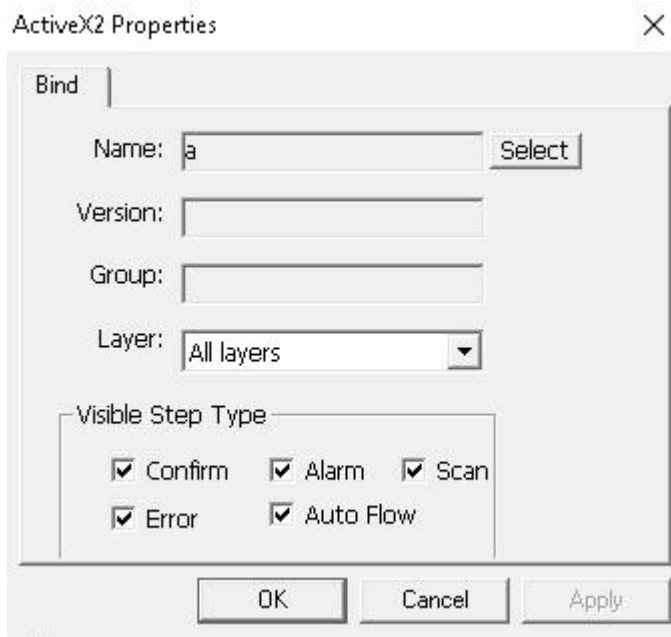 ActiveX2 Properties
Bind
Name: a Select
Version:
Group:
Layer: All layers
Visible Step Type
Confirm Alarm Scan
Error Auto Flow
OK Cancel Apply